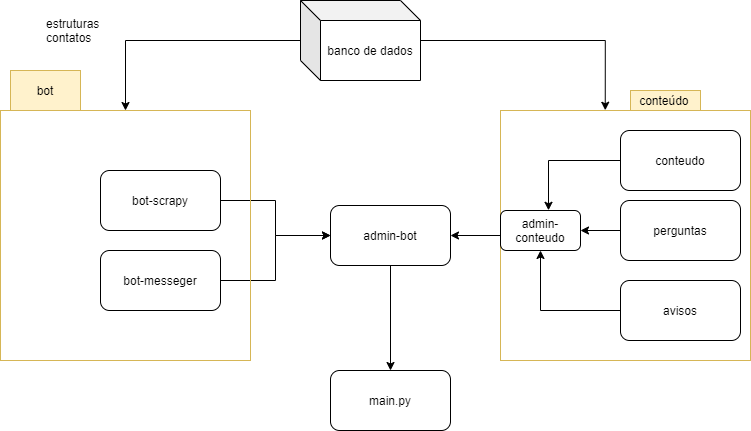 estruturas
contatos
banco de dados
bot
conteúdo
conteudo
bot-scrapy
perguntas
admin-
conteudo
admin-bot
bot-messeger
avisos
main.py